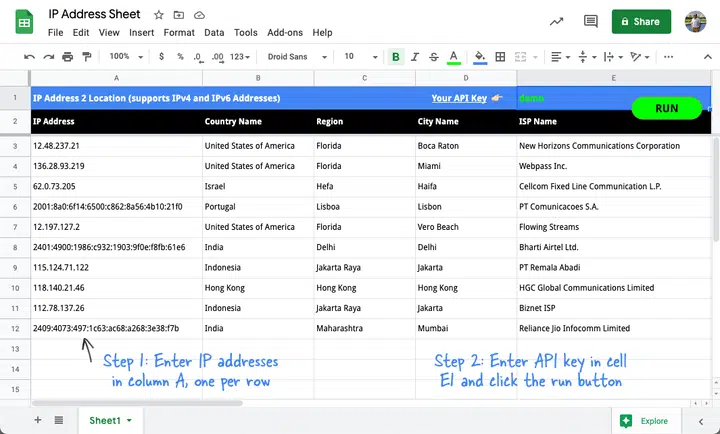 IP Address Sheet
File Edit View Insert Format Data Tools Add-ons Help
Share
100% $ % .0 .00 123 Droid Sans 10 B I S A
A B C D E
1 IP Address 2 Location (supports IPv4 and IPv6 Addresses) Your API Key 👉 demo RUN
2 IP Address Country Name Region City Name ISP Name
3 12.48.237.21 United States of America Florida Boca Raton New Horizons Communications Corporation
4 136.28.93.219 United States of America Florida Miami Webpass Inc.
5 62.0.73.205 Israel Hefa Haifa Cellcom Fixed Line Communication L.P.
6 2001:8a0:6f14:6500:c862:8a56:4b10:21f0 Portugal Lisboa Lisbon PT Comunicacoes S.A.
7 12.197.127.2 United States of America Florida Vero Beach Flowing Streams
8 2401:4900:1986:c932:1903:9f0e:f8fb:61e6 India Delhi Delhi Bharti Airtel Ltd.
9 115.124.71.122 Indonesia Jakarta Raya Jakarta PT Remala Abadi
10 118.140.21.46 Hong Kong Hong Kong Hong Kong HGC Global Communications Limited
11 112.78.137.26 Indonesia Jakarta Raya Jakarta Biznet ISP
12 2409:4073:497:1c63:ac68:a268:3e38:f7b India Maharashtra Mumbai Reliance Jio Infocomm Limited
13
14
15
Step 1: Enter IP addresses
in column A, one per row
Step 2: Enter API key in cell
E1 and click the run button
Sheet1
Explore